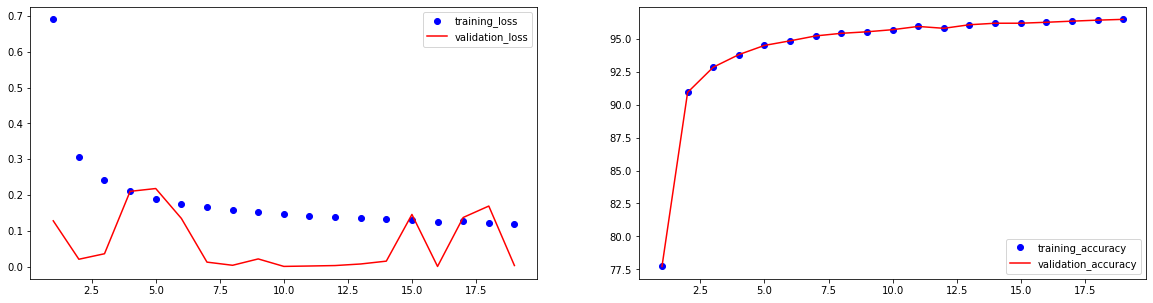 0.7
0.6
0.5
0.4
0.3
0.2
0.1
0.0
2.5 5.0 7.5 10.0 12.5 15.0 17.5
training_loss
validation_loss
95.0
92.5
90.0
87.5
85.0
82.5
80.0
77.5
2.5 5.0 7.5 10.0 12.5 15.0 17.5
training_accuracy
validation_accuracy